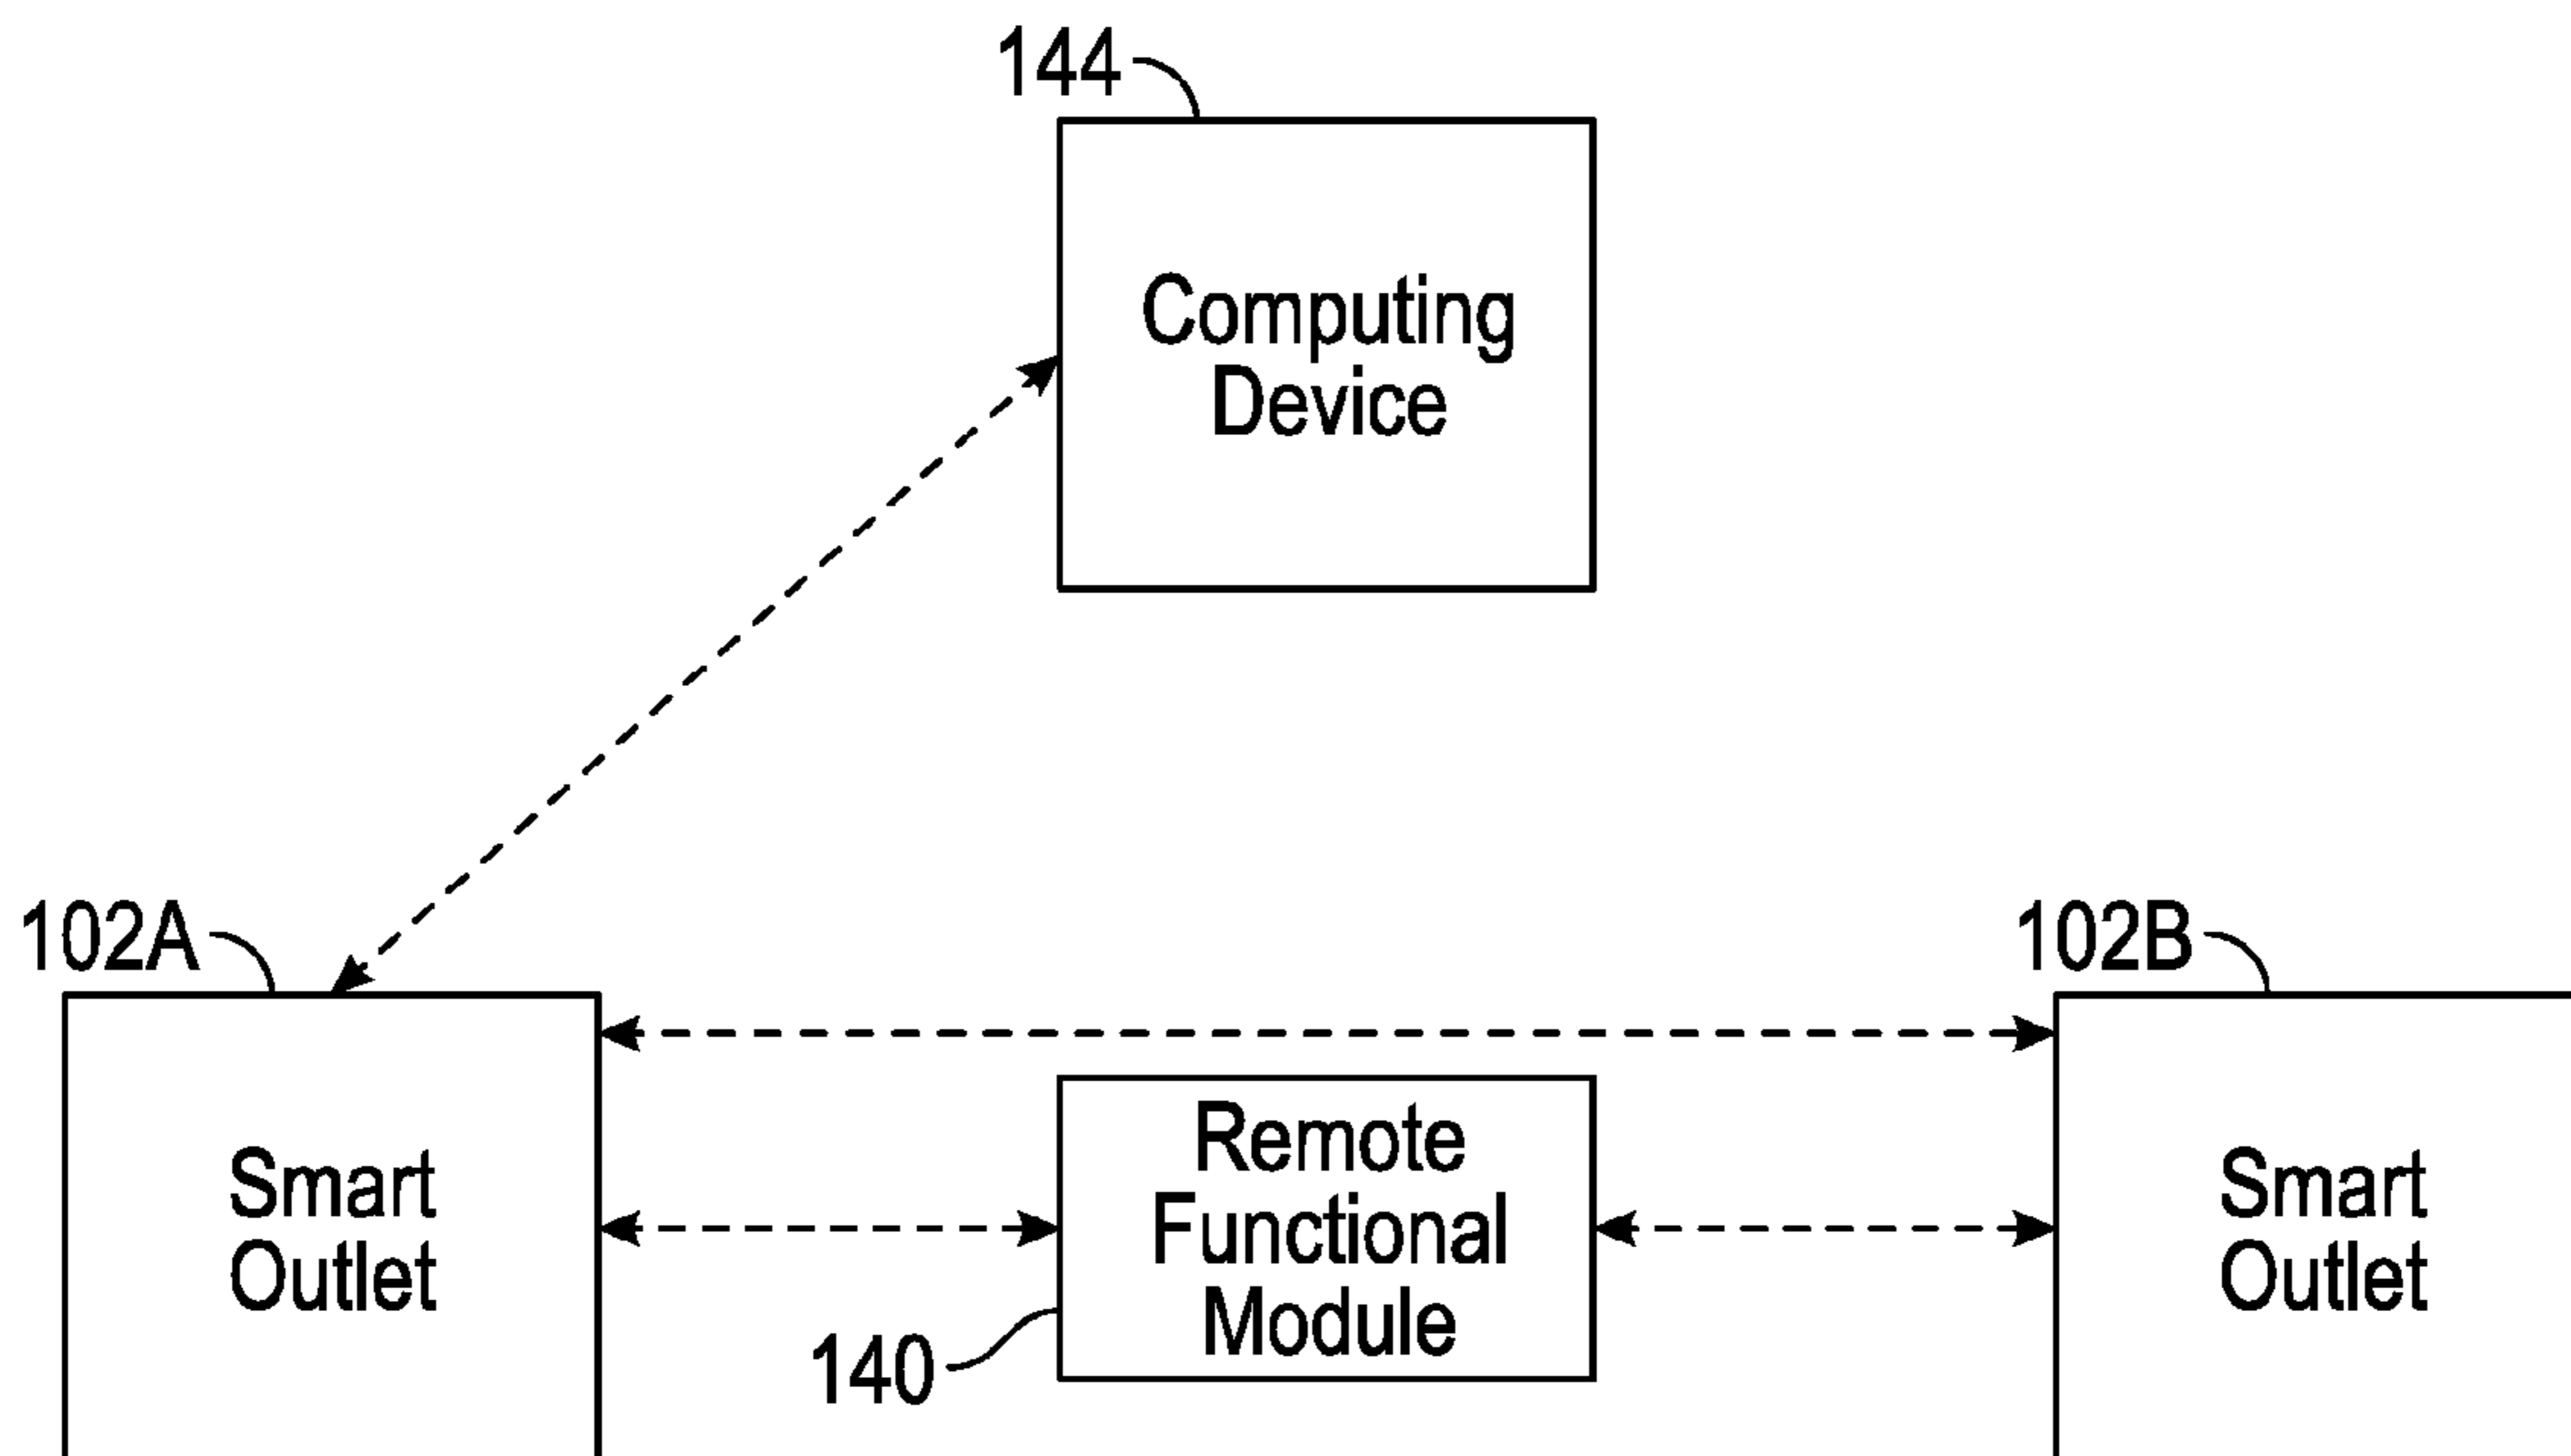 144
Computing
Device
102A
102B
Smart
Outlet
Remote
Functional
Module
140
Smart
Outlet